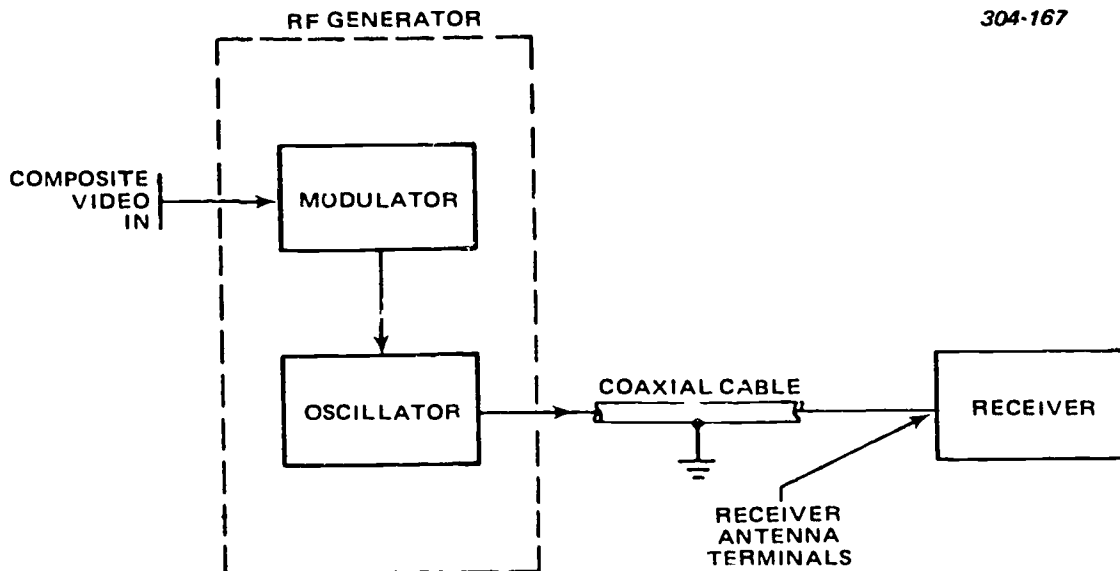 RF GENERATOR
304-167
COMPOSITE
VIDEO
IN
MODULATOR
OSCILLATOR
COAXIAL CABLE
RECEIVER
RECEIVER
ANTENNA
TERMINALS